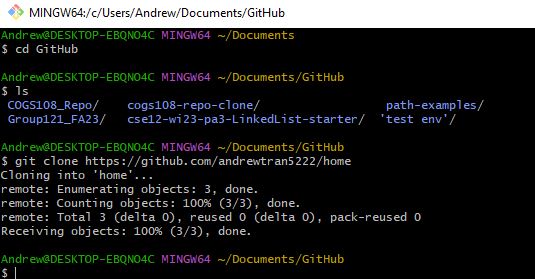 MINGW64:/c/Users/Andrew/Documents/GitHub
Andrew@DESKTOP-EBQNO4C MINGW64 ~/Documents
$ cd GitHub
Andrew@DESKTOP-EBQNO4C MINGW64 ~/Documents/GitHub
$ ls
COGS108_Repo/ cogs108-repo-clone/ path-examples/
Group121_FA23/ cse12-wi23-pa3-LinkedList-starter/ 'test env'/
Andrew@DESKTOP-EBQNO4C MINGW64 ~/Documents/GitHub
$ git clone https://github.com/andrewtran5222/home
Cloning into 'home'...
remote: Enumerating objects: 3, done.
remote: Counting objects: 100% (3/3), done.
remote: Total 3 (delta 0), reused 0 (delta 0), pack-reused 0
Receiving objects: 100% (3/3), done.
Andrew@DESKTOP-EBQNO4C MINGW64 ~/Documents/GitHub
$